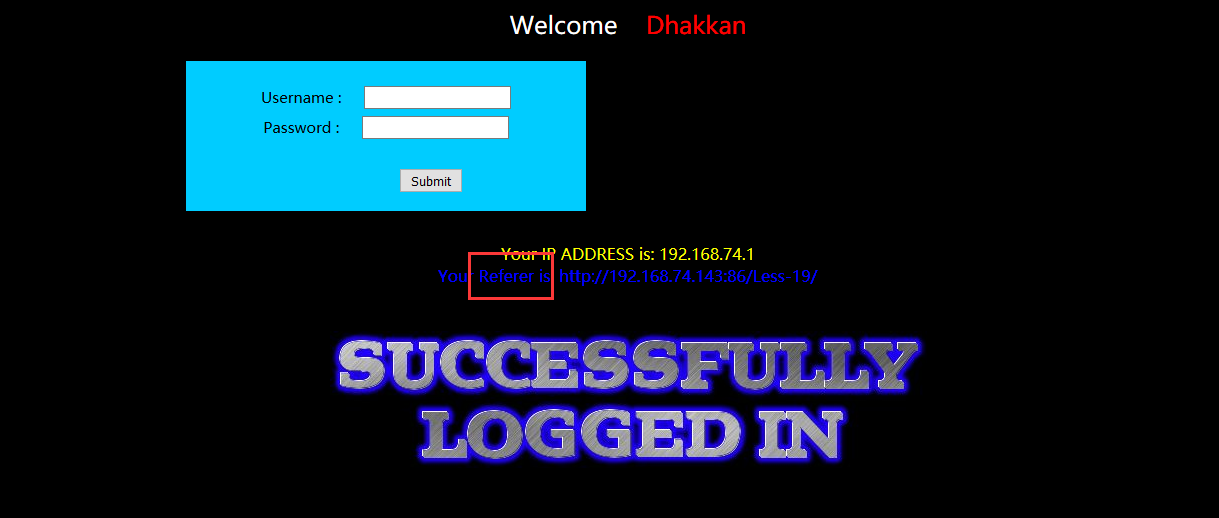 Welcome Dhakkan
Username :
Password :
Submit
Your IP ADDRESS is: 192.168.74.1
Your Referer is: http://192.168.74.143:86/Less-19/
SUCCESSFULLY
LOGGED IN